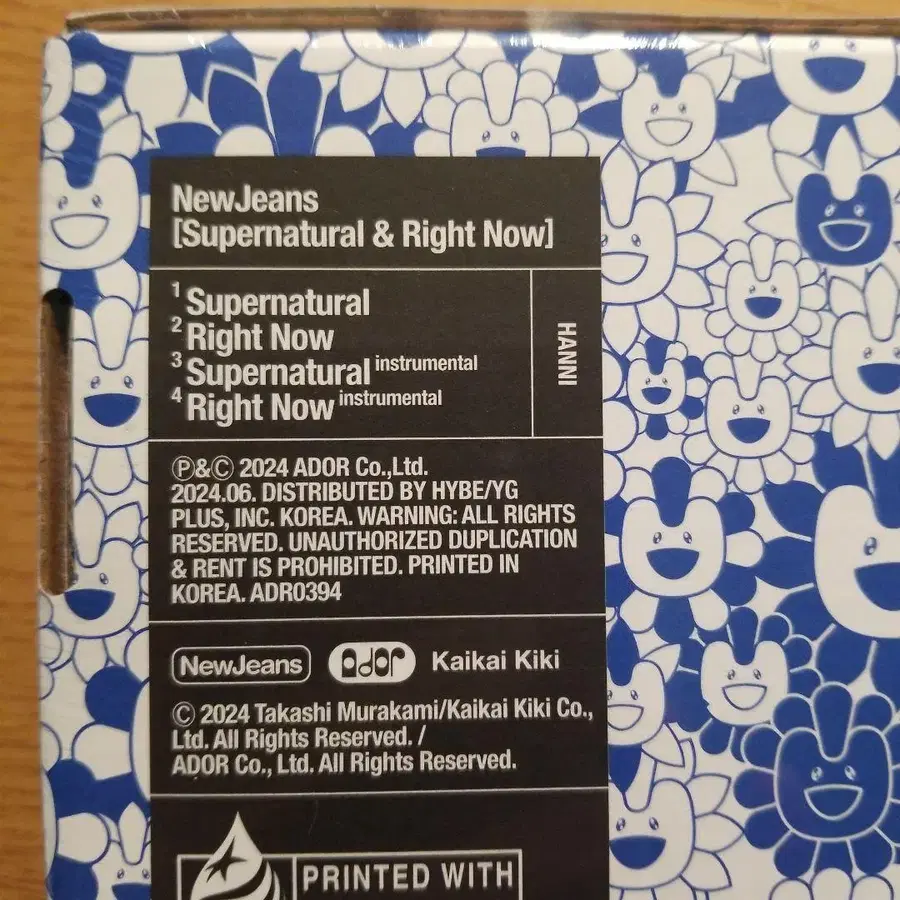 NewJeans
[Supernatural & Right Now]
1 Supernatural
2 Right Now
3 Supernatural instrumental
4 Right Now instrumental
HANNI
Ⓟ&Ⓒ 2024 ADOR Co.,Ltd.
2024.06. DISTRIBUTED BY HYBE/YG
PLUS, INC. KOREA. WARNING: ALL RIGHTS
RESERVED. UNAUTHORIZED DUPLICATION
& RENT IS PROHIBITED. PRINTED IN
KOREA. ADR0394
NewJeans ador Kaikai Kiki
Ⓒ 2024 Takashi Murakami/Kaikai Kiki Co.,
Ltd. All Rights Reserved. /
ADOR Co., Ltd. All Rights Reserved.
PRINTED WITH